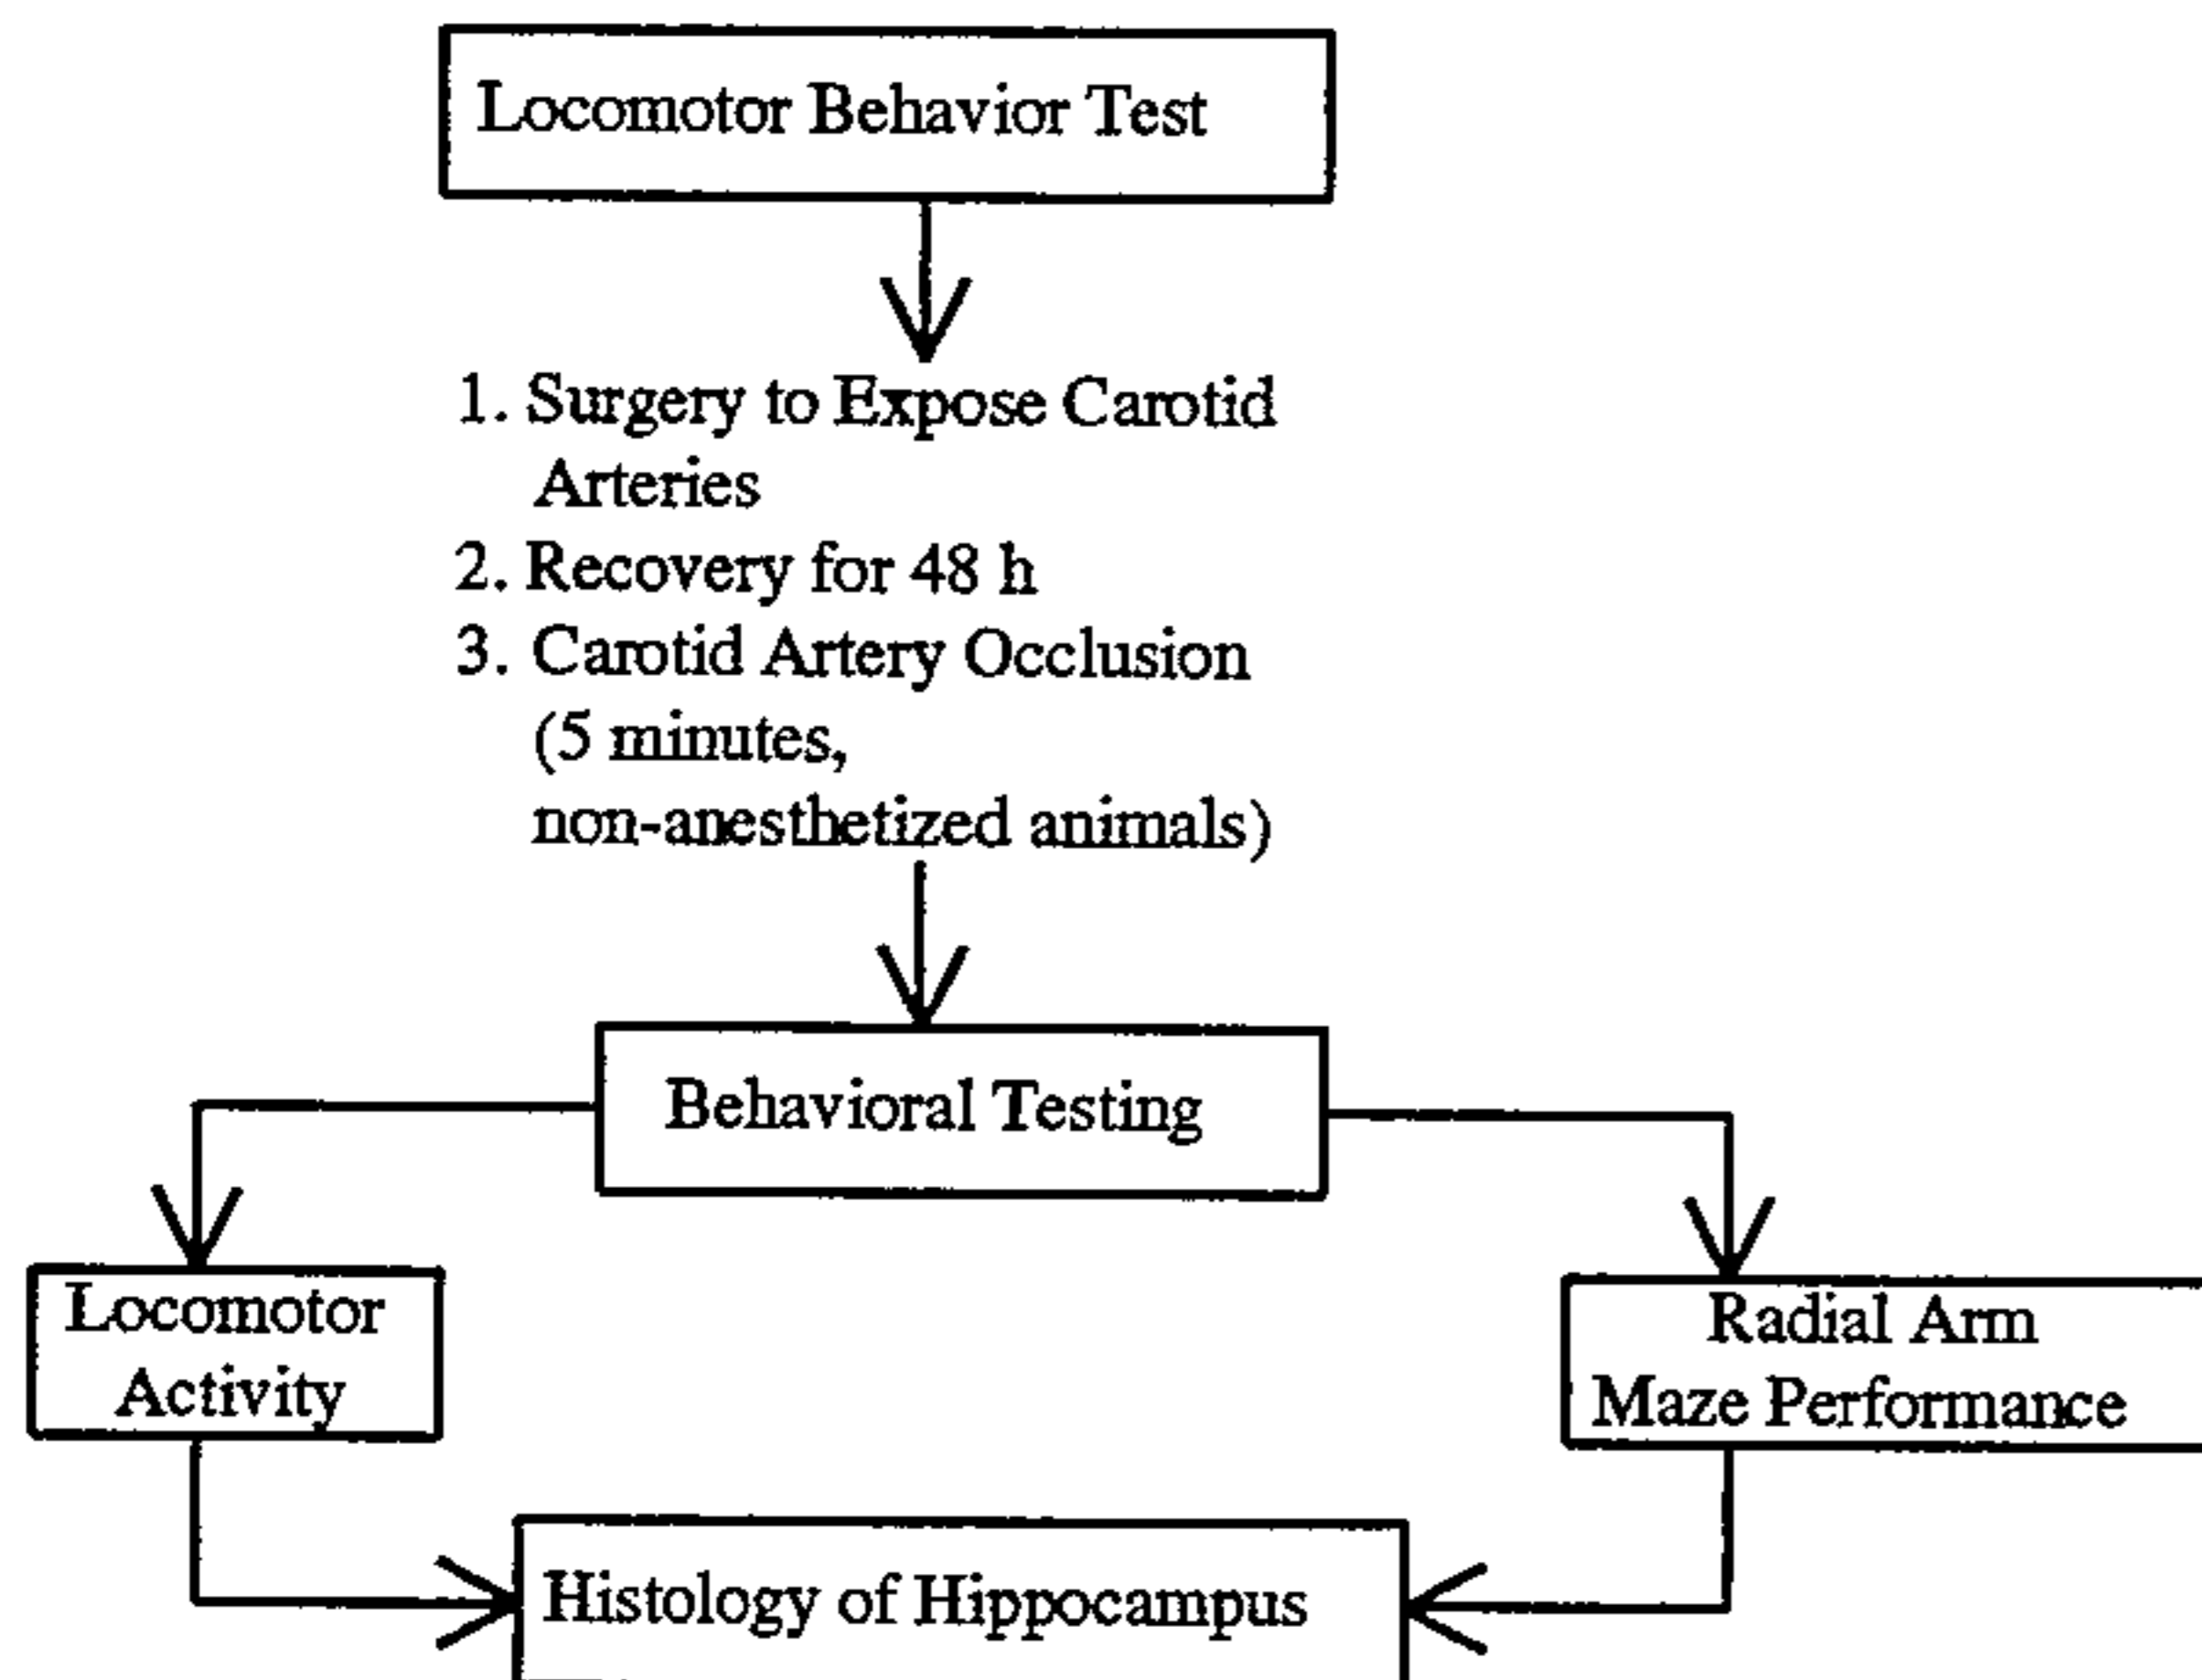 Locomotor Behavior Test
1. Surgery to Expose Carotid
Arteries
2. Recovery for 48 h
3. Carotid Artery Occlusion
(5 minutes,
non-anesthetized animals)
Behavioral Testing
Locomotor
Activity
Radial Arm
Maze Performance
Histology of Hippocampus